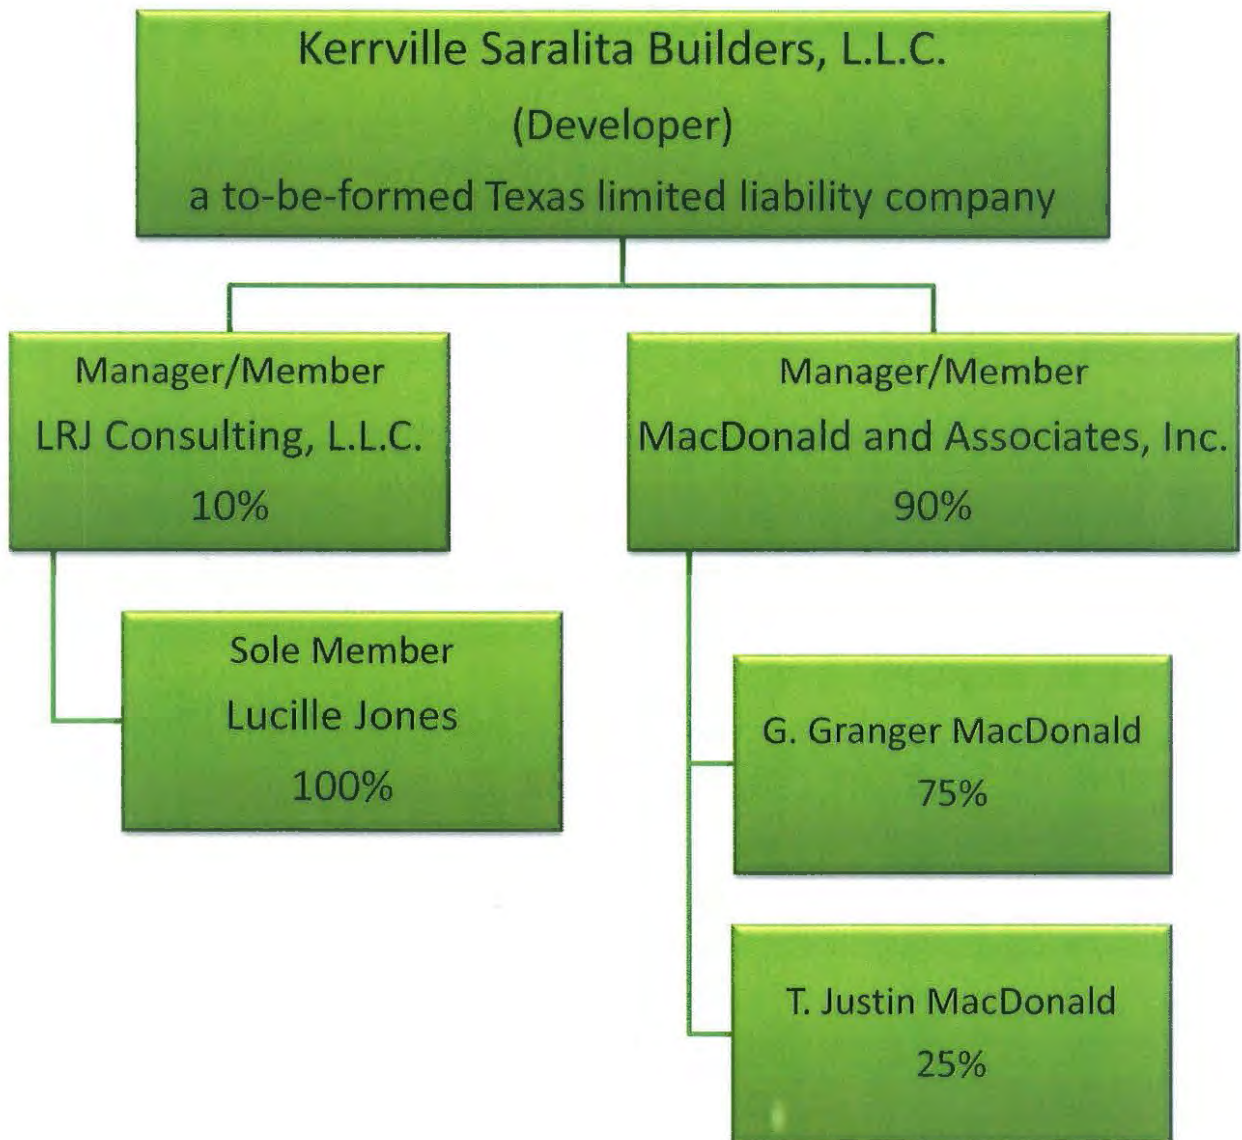 Kerrville Saralita Builders, L.L.C.
(Developer)
a to-be-formed Texas limited liability company
Manager/Member
LRJ Consulting, L.L.C.
10%
Sole Member
Lucille Jones
100%
Manager/Member
MacDonald and Associates, Inc.
90%
G. Granger MacDonald
75%
T. Justin MacDonald
25%